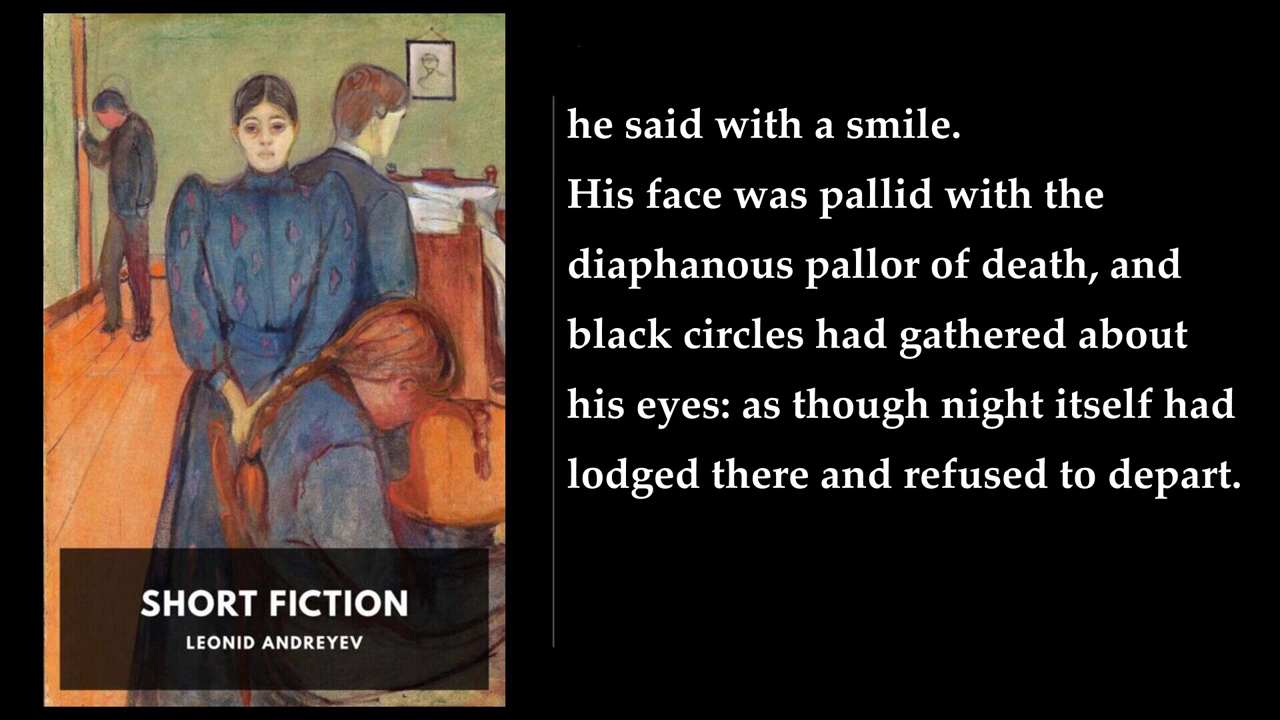 he said with a smile.
His face was pallid with the
diaphanous pallor of death, and
black circles had gathered about
his eyes: as though night itself had
lodged there and refused to depart.
SHORT FICTION
LEONID ANDREYEV